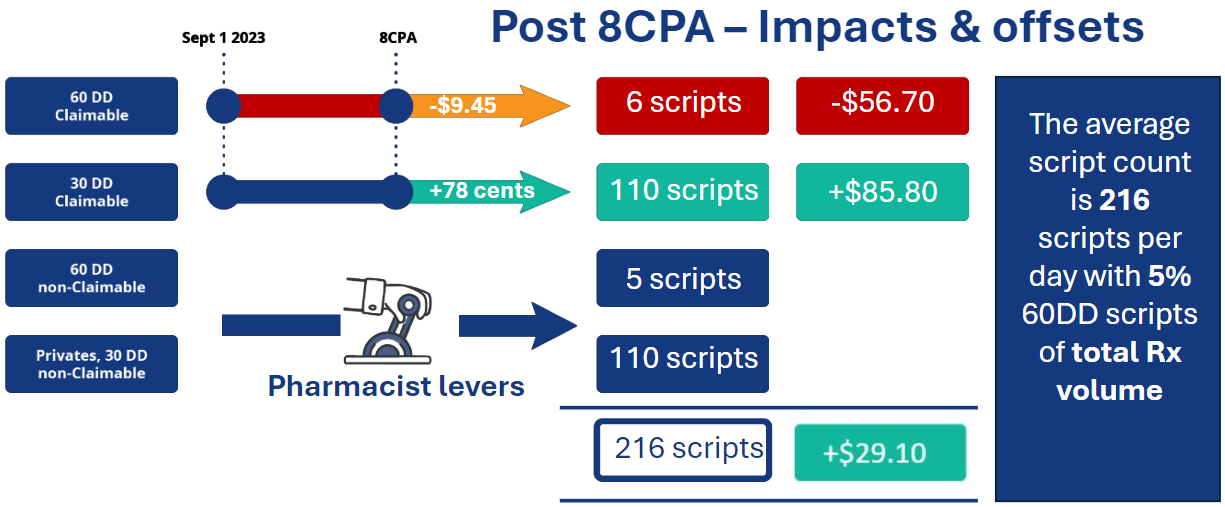 Post 8CPA – Impacts & offsets
Sept 1 2023
8CPA
60 DD
Claimable
-$9.45
6 scripts
-$56.70
30 DD
Claimable
+78 cents
110 scripts
+$85.80
60 DD
non-Claimable
5 scripts
Privates, 30 DD
non-Claimable
Pharmacist levers
110 scripts
216 scripts
+$29.10
The average
script count
is 216
scripts per
day with 5%
60DD scripts
of total Rx
volume